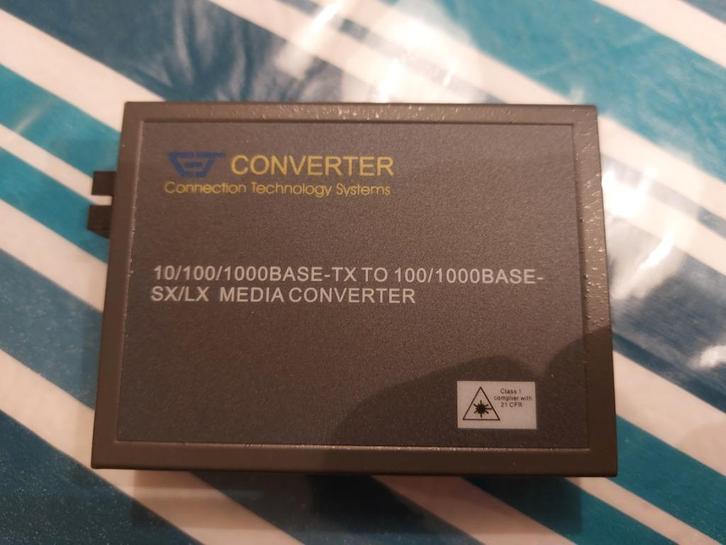 CONVERTER
Connection Technology Systems
10/100/1000BASE-TX TO 100/1000BASE-
SX/LX MEDIA CONVERTER
Class 1
complier with
21 CFR